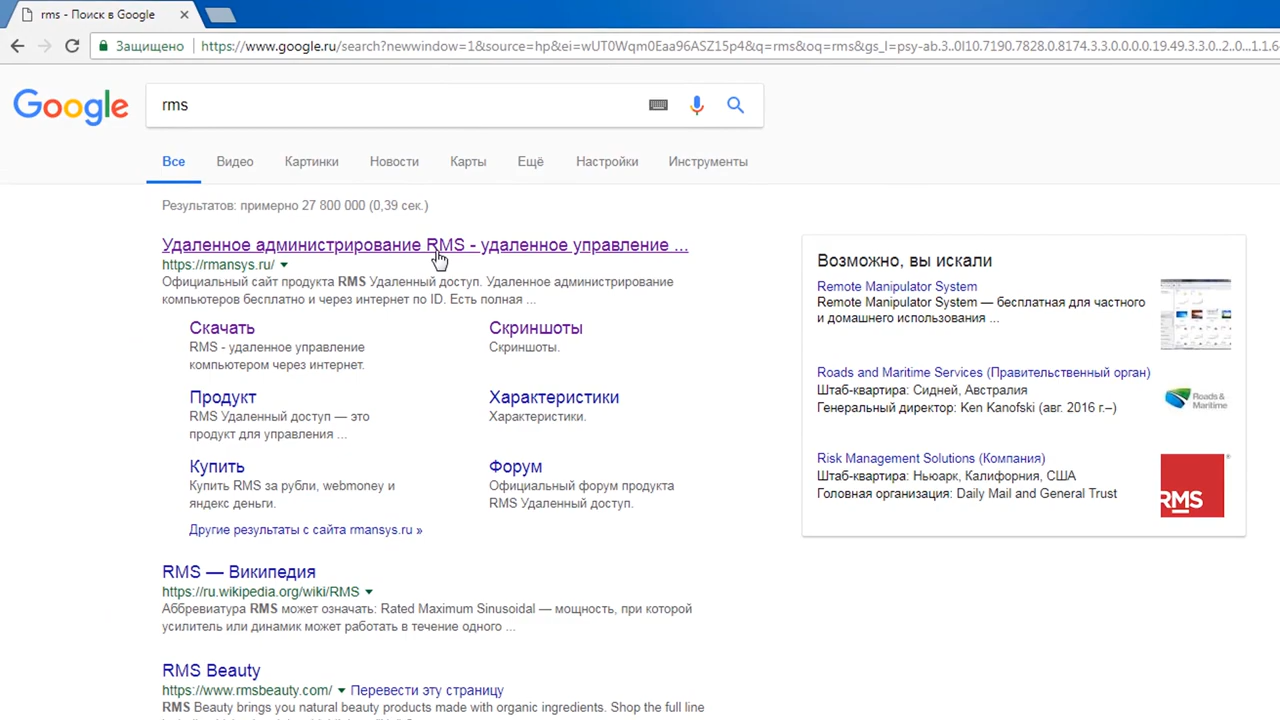 rms - Поиск в Google
Защищено
https://www.google.ru/search?newwindow=1&source=hp&ei=wUT0Wqm0Eaa96ASZ15p4&q=rms&oq=rms&gs_l=psy-ab.3..0l10.7190.7828.0.8174.3.3.0.0.0.0.19.49.3.3.0..2..0...1.1.6
Google
rms
Все
Видео
Картинки
Новости
Карты
Ещё
Настройки
Инструменты
Результатов: примерно 27 800 000 (0,39 сек.)
Удаленное администрирование RMS - удаленное управление ...
https://rmansys.ru/
Официальный сайт продукта RMS Удаленный доступ. Удаленное администрирование
компьютеров бесплатно и через интернет по ID. Есть полная ...
Скачать
RMS - удаленное управление
компьютером через интернет.
Скриншоты
Скриншоты.
Продукт
RMS Удаленный доступ — это
продукт для управления ...
Характеристики
Характеристики.
Купить
Купить RMS за рубли, webmoney и
яндекс деньги.
Форум
Официальный форум продукта
RMS Удаленный доступ.
Другие результаты с сайта rmansys.ru »
RMS — Википедия
https://ru.wikipedia.org/wiki/RMS
Аббревиатура RMS может означать: Rated Maximum Sinusoidal — мощность, при которой
усилитель или динамик может работать в течение одного ...
RMS Beauty
https://www.rmsbeauty.com/ Перевести эту страницу
RMS Beauty brings you natural beauty products made with organic ingredients. Shop the full line
Возможно, вы искали
Remote Manipulator System
Remote Manipulator System — бесплатная для частного
и домашнего использования ...
Roads and Maritime Services (Правительственный орган)
Штаб-квартира: Сидней, Австралия
Генеральный директор: Ken Kanofski (авг. 2016 г.–)
Roads &
Maritime
Risk Management Solutions (Компания)
Штаб-квартира: Ньюарк, Калифорния, США
Головная организация: Daily Mail and General Trust
RMS